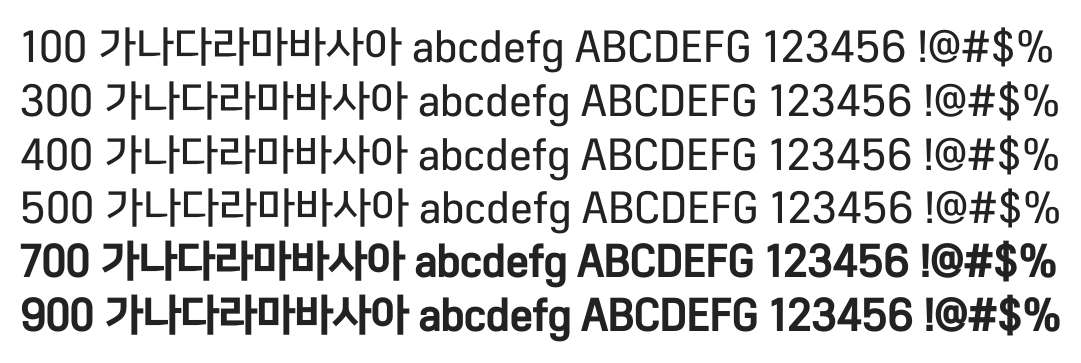 100 가나다라마바사아 abcdefg ABCDEFG 123456 !@#$%
300 가나다라마바사아 abcdefg ABCDEFG 123456 !@#$%
400 가나다라마바사아 abcdefg ABCDEFG 123456 !@#$%
500 가나다라마바사아 abcdefg ABCDEFG 123456 !@#$%
700 가나다라마바사아 abcdefg ABCDEFG 123456 !@#$%
900 가나다라마바사아 abcdefg ABCDEFG 123456 !@#$%